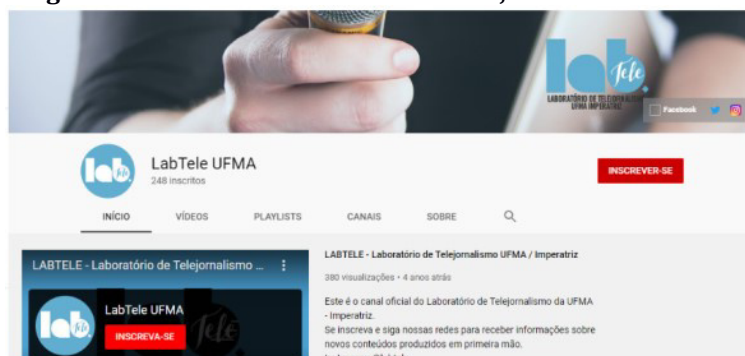 lab
Tele
LABORATÓRIO DE TELEJORNALISMO
UFMA IMPERATRIZ
Facebook
lab
LabTele UFMA
248 inscritos
INSCREVER-SE
INÍCIO
VÍDEOS
PLAYLISTS
CANAIS
SOBRE
LABTELE - Laboratório de Telejornalismo ...
LabTele UFMA
INSCREVA-SE
lab
Tele
LABTELE - Laboratório de Telejornalismo UFMA / Imperatriz
380 visualizações • 4 anos atrás
Este é o canal oficial do Laboratório de Telejornalismo da UFMA
- Imperatriz.
Se inscreva e siga nossas redes para receber informações sobre
novos conteúdos produzidos em primeira mão.